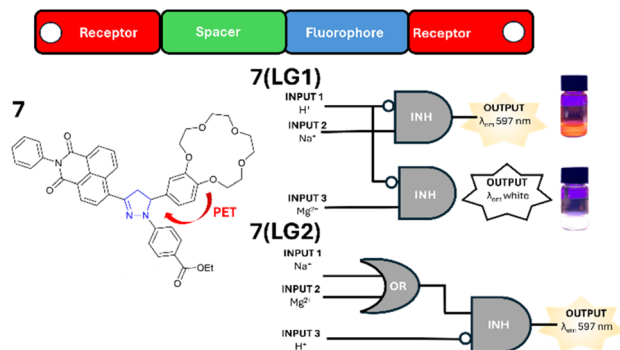 Receptor Spacer Fluorophore Receptor
7(LG1)
7
INPUT 1
H⁺
INPUT 2
Na⁺
INH
OUTPUT
λem 597 nm
INPUT 3
Mg²⁺
INH
OUTPUT
λem white
O
N
O
O
O
O
O
O
N
N
PET
O
OEt
7(LG2)
INPUT 1
Na⁺
INPUT 2
Mg²⁺
OR
INPUT 3
H⁺
INH
OUTPUT
λem 597 nm